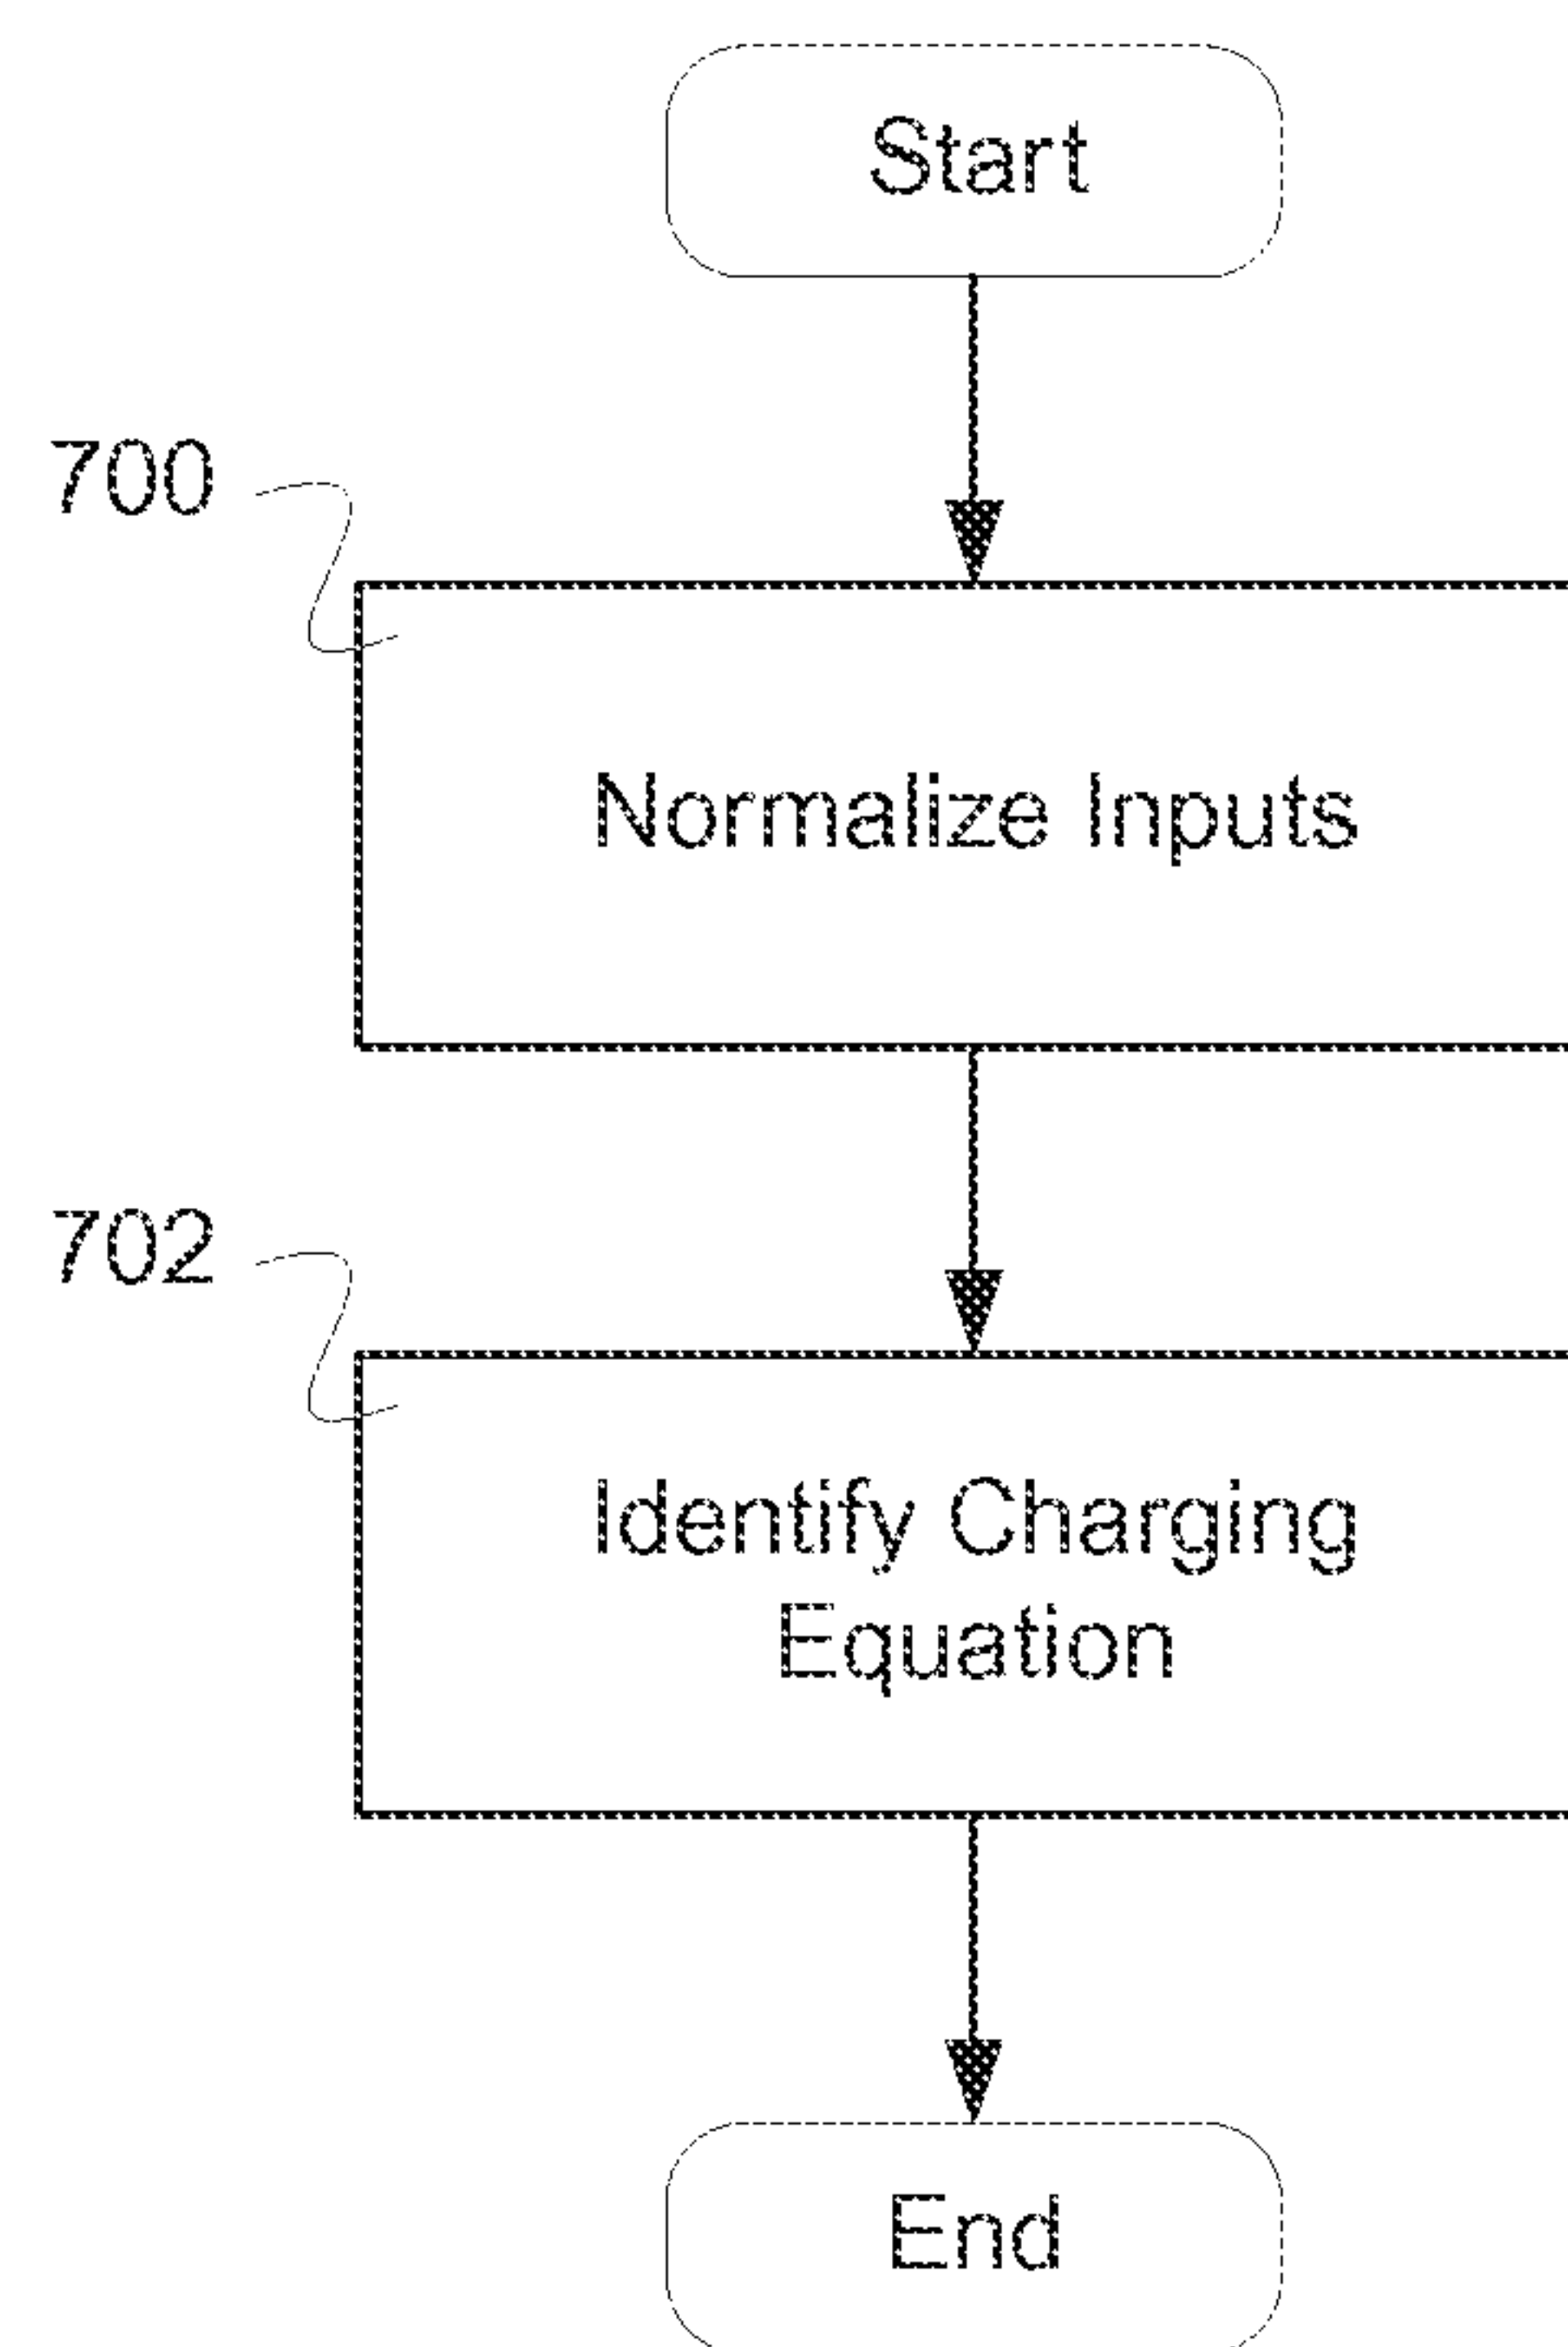 Start
700
Normalize Inputs
702
Identify Charging
Equation
End